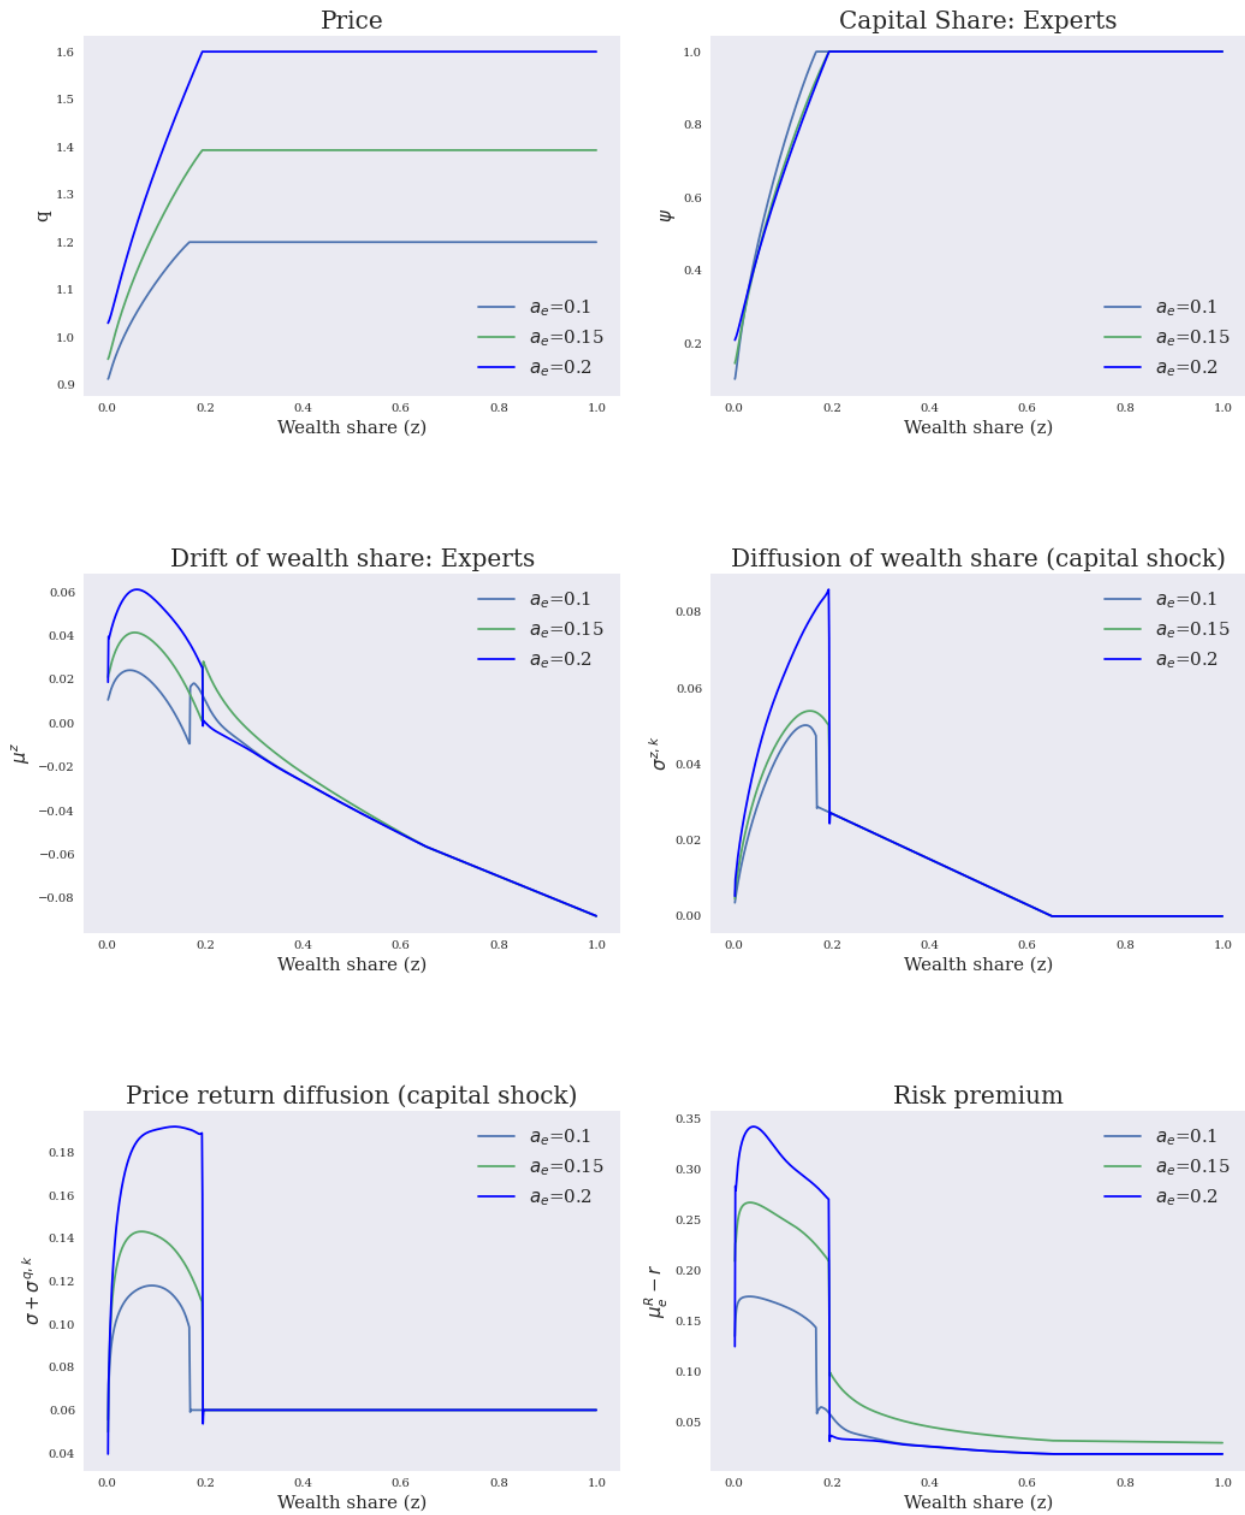 Price
1.6
1.5
1.4
1.3
1.2
1.1
1.0
0.9
q
a_e=0.1
a_e=0.15
a_e=0.2
0.0 0.2 0.4 0.6 0.8 1.0
Wealth share (z)
Capital Share: Experts
1.0
0.8
0.6
0.4
0.2
ψ
a_e=0.1
a_e=0.15
a_e=0.2
0.0 0.2 0.4 0.6 0.8 1.0
Wealth share (z)
Drift of wealth share: Experts
0.06
0.04
0.02
0.00
−0.02
−0.04
−0.06
−0.08
μ^z
a_e=0.1
a_e=0.15
a_e=0.2
0.0 0.2 0.4 0.6 0.8 1.0
Wealth share (z)
Diffusion of wealth share (capital shock)
0.08
0.06
0.04
0.02
0.00
σ^{z,k}
a_e=0.1
a_e=0.15
a_e=0.2
0.0 0.2 0.4 0.6 0.8 1.0
Wealth share (z)
Price return diffusion (capital shock)
0.18
0.16
0.14
0.12
0.10
0.08
0.06
0.04
σ + σ^{q,k}
a_e=0.1
a_e=0.15
a_e=0.2
0.0 0.2 0.4 0.6 0.8 1.0
Wealth share (z)
Risk premium
0.35
0.30
0.25
0.20
0.15
0.10
0.05
μ_e^R − r
a_e=0.1
a_e=0.15
a_e=0.2
0.0 0.2 0.4 0.6 0.8 1.0
Wealth share (z)